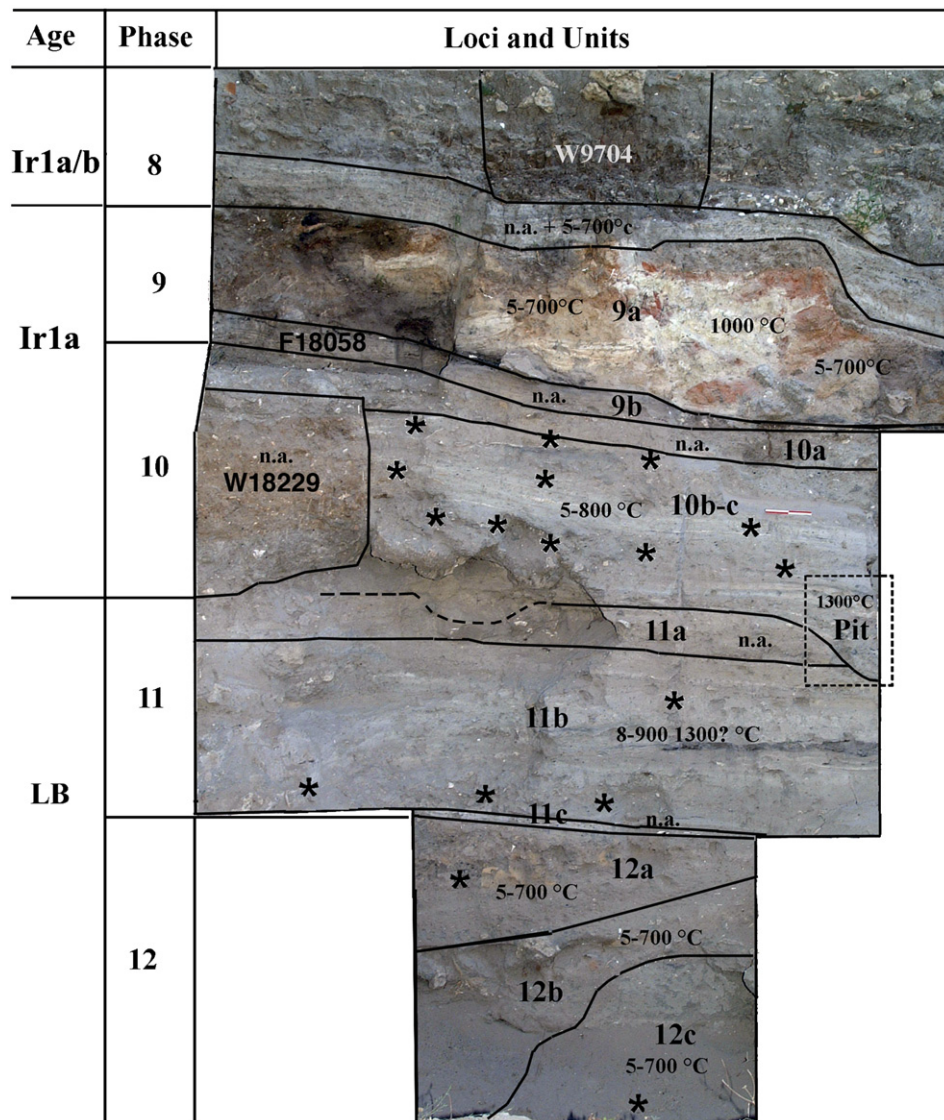 Age Phase Loci and Units
W9704
Ir1a/b 8
n.a. + 5-700°c
9
5-700°C 9a
1000 °C
Ir1a
F18058
5-700°C
n.a. 9b
*
*
n.a. 10a
*
10
n.a.
*
*
W18229
5-800 °C
10b-c
*
*
*
*
*
*
1300°C
Pit
11a
n.a.
11
*
11b
8-900 1300? °C
LB
*
*
*
11c
n.a.
12a
*
5-700 °C
5-700 °C
12
12b
12c
5-700 °C
*